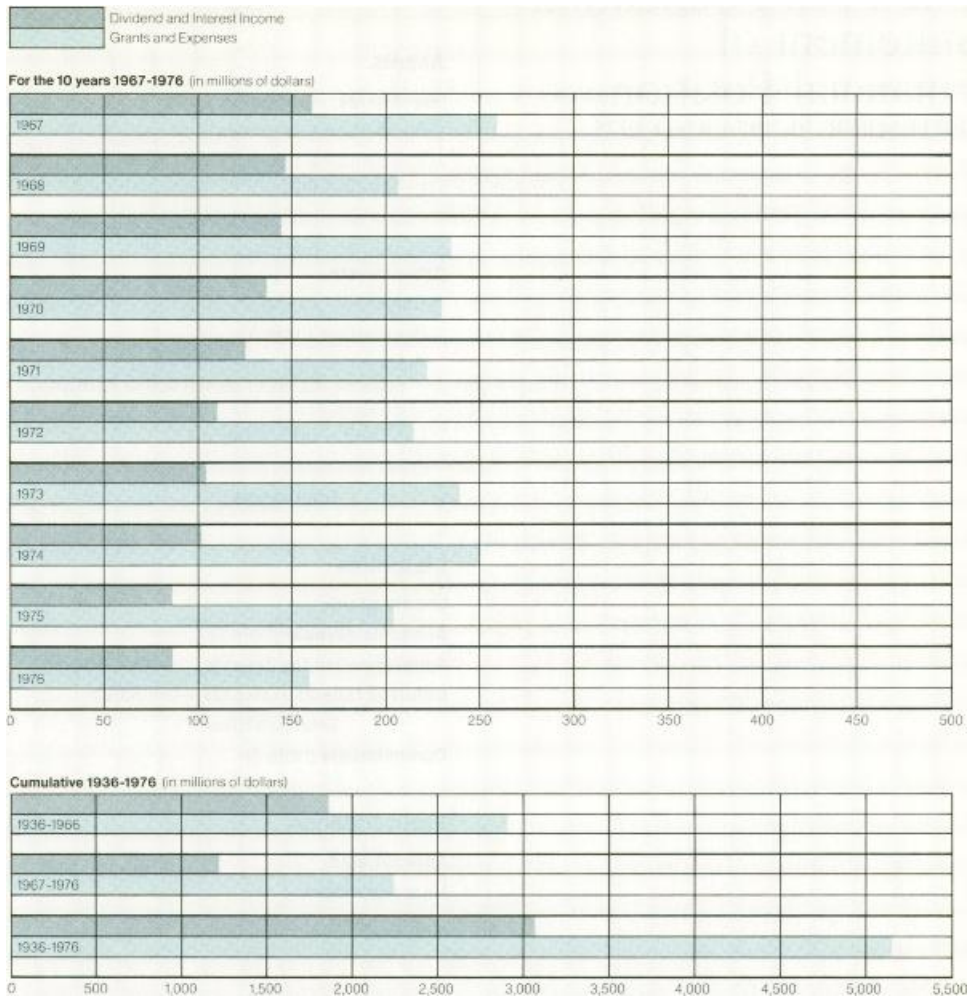 Dividend and Interest Income
Grants and Expenses
For the 10 years 1967-1976 (in millions of dollars)
1967
1968
1969
1970
1971
1972
1973
1974
1975
1976
0 50 100 150 200 250 300 350 400 450 500
Cumulative 1936-1976 (in millions of dollars)
1936-1966
1967-1976
1936-1976
0 500 1,000 1,500 2,000 2,500 3,000 3,500 4,000 4,500 5,000 5,500